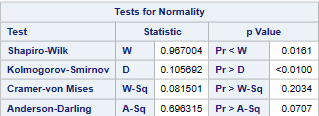 Tests for Normality
Test Statistic p Value
Shapiro-Wilk W 0.967004 Pr < W 0.0161
Kolmogorov-Smirnov D 0.105692 Pr > D <0.0100
Cramer-von Mises W-Sq 0.081501 Pr > W-Sq 0.2034
Anderson-Darling A-Sq 0.696315 Pr > A-Sq 0.0707